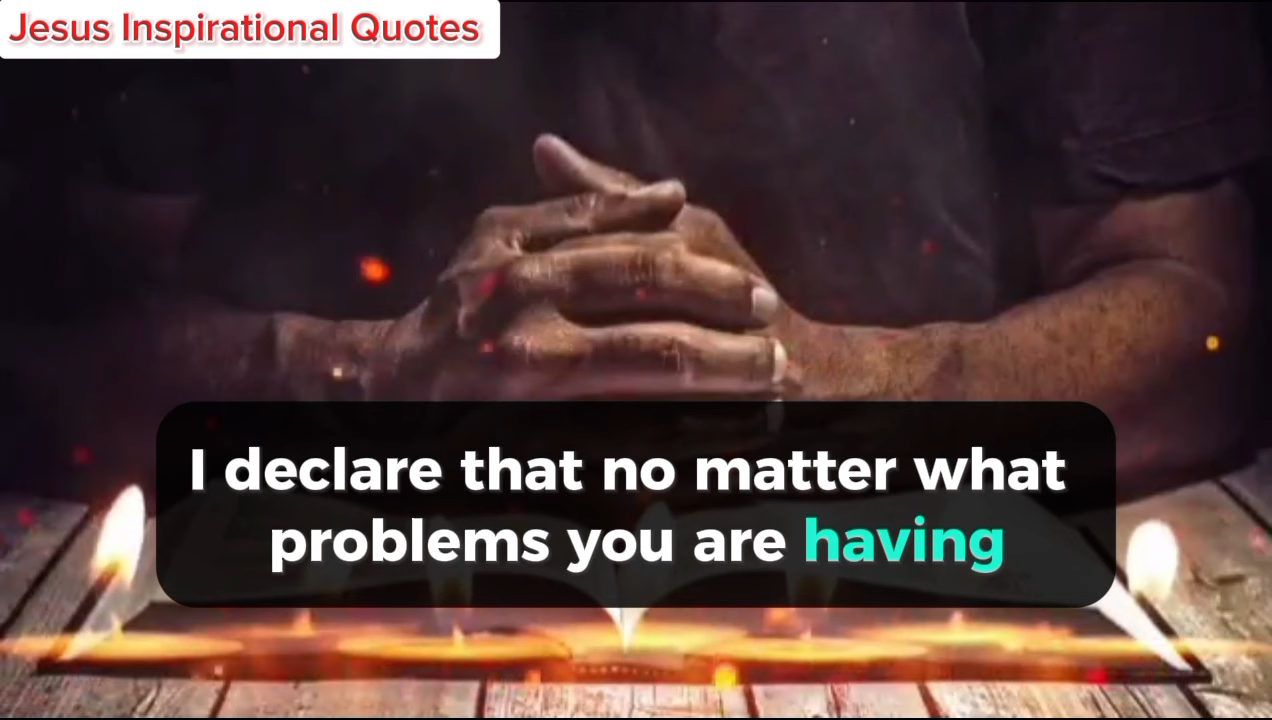 Jesus Inspirational Quotes
I declare that no matter what
problems you are having